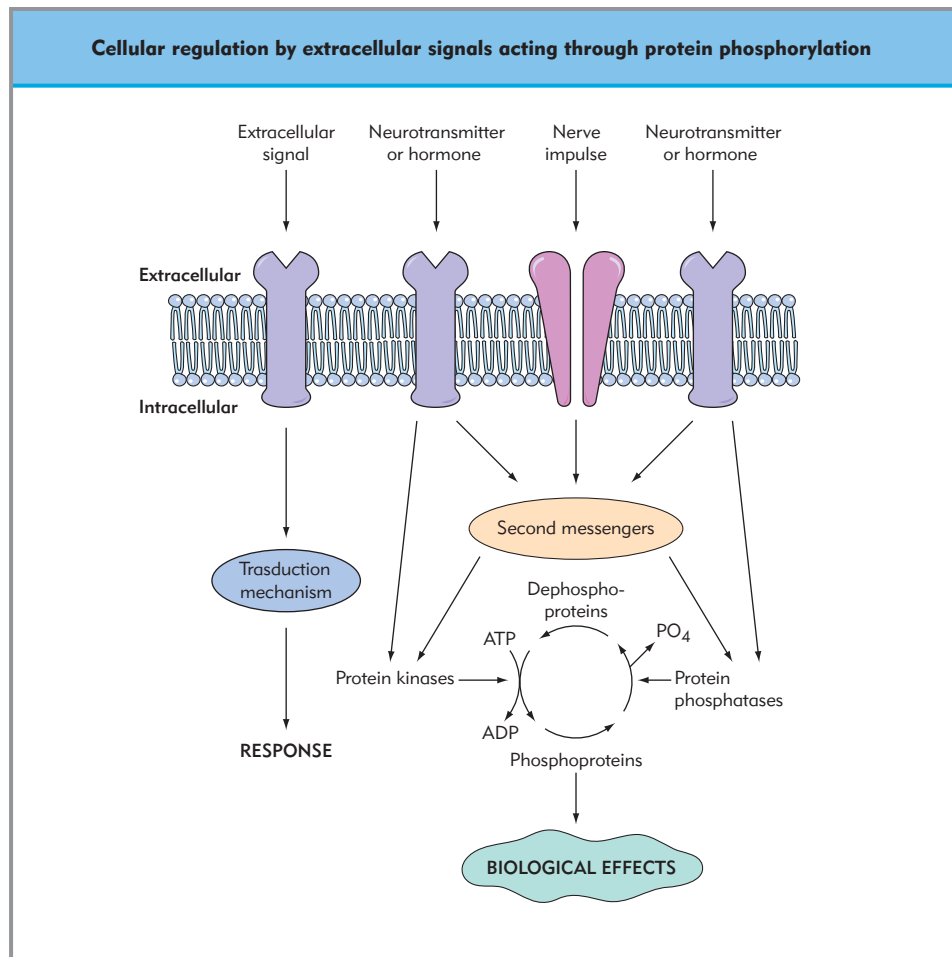 Cellular regulation by extracellular signals acting through protein phosphorylation
Extracellular
signal
Neurotransmitter
or hormone
Nerve
impulse
Neurotransmitter
or hormone
Extracellular
Intracellular
Second messengers
Trasduction
mechanism
Dephospho-
proteins
ATP
PO4
Protein kinases
Protein
phosphatases
ADP
RESPONSE
Phosphoproteins
BIOLOGICAL EFFECTS